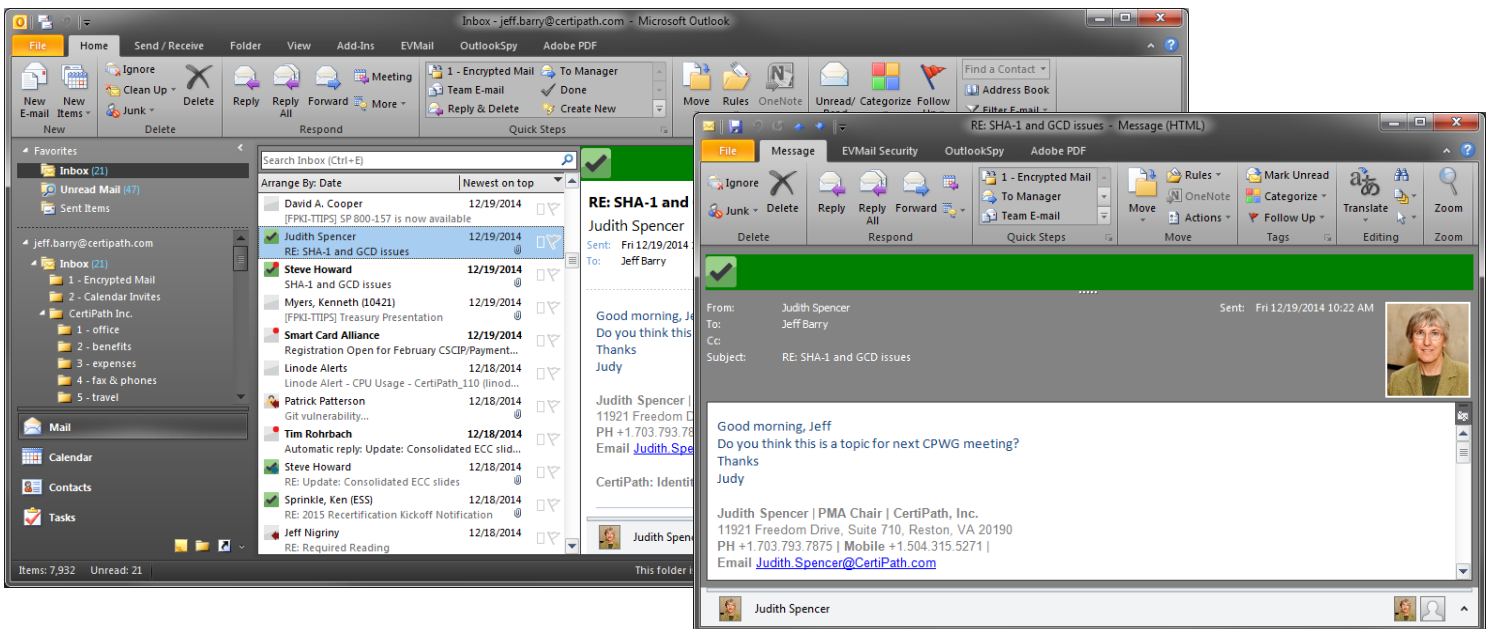 Inbox - jeff.barry@certipath.com - Microsoft Outlook
File Home Send / Receive Folder View Add-Ins EVMail OutlookSpy Adobe PDF
New E-mail
New Items
New
Ignore
Clean Up
Junk
Delete
Delete
Reply
Reply All
Forward
Meeting
More
Respond
1 - Encrypted Mail
To Manager
Team E-mail
Done
Reply & Delete
Create New
Quick Steps
Move
Rules
OneNote
Unread/
Categorize
Follow
Find a Contact
Address Book
Filter E-mail
Favorites
Inbox (21)
Unread Mail (47)
Sent Items
jeff.barry@certipath.com
Inbox (21)
1 - Encrypted Mail
2 - Calendar Invites
CertiPath Inc.
1 - office
2 - benefits
3 - expenses
4 - fax & phones
5 - travel
Mail
Calendar
Contacts
Tasks
Items: 7,932 Unread: 21
Search Inbox (Ctrl+E)
Arrange By: Date Newest on top
David A. Cooper 12/19/2014
[FPKI-TTIPS] SP 800-157 is now available
Judith Spencer 12/19/2014
RE: SHA-1 and GCD issues
Steve Howard 12/19/2014
SHA-1 and GCD issues
Myers, Kenneth (10421) 12/19/2014
[FPKI-TTIPS] Treasury Presentation
Smart Card Alliance 12/19/2014
Registration Open for February CSCIP/Payment...
Linode Alerts 12/18/2014
Linode Alert - CPU Usage - CertiPath_110 (linod...
Patrick Patterson 12/18/2014
Git vulnerability...
Tim Rohrbach 12/18/2014
Automatic reply: Update: Consolidated ECC slid...
Steve Howard 12/18/2014
RE: Update: Consolidated ECC slides
Sprinkle, Ken (ESS) 12/18/2014
RE: 2015 Recertification Kickoff Notification
Jeff Nigriny 12/18/2014
RE: Required Reading
RE: SHA-1 and
Judith Spencer
Sent: Fri 12/19/2014
To: Jeff Barry
Good morning, Je
Do you think this
Thanks
Judy
Judith Spencer |
11921 Freedom D
PH +1.703.793.78
Email Judith.Spe
CertiPath: Identit
Judith Spenc
This folder i
RE: SHA-1 and GCD issues - Message (HTML)
File Message EVMail Security OutlookSpy Adobe PDF
Ignore
Junk
Delete
Delete
Reply
Reply All
Forward
Respond
1 - Encrypted Mail
To Manager
Team E-mail
Quick Steps
Move
Rules
OneNote
Actions
Move
Mark Unread
Categorize
Follow Up
Tags
Translate
Editing
Zoom
Zoom
From: Judith Spencer Sent: Fri 12/19/2014 10:22 AM
To: Jeff Barry
Cc:
Subject: RE: SHA-1 and GCD issues
Good morning, Jeff
Do you think this is a topic for next CPWG meeting?
Thanks
Judy
Judith Spencer | PMA Chair | CertiPath, Inc.
11921 Freedom Drive, Suite 710, Reston, VA 20190
PH +1.703.793.7875 | Mobile +1.504.315.5271 |
Email Judith.Spencer@CertiPath.com
Judith Spencer